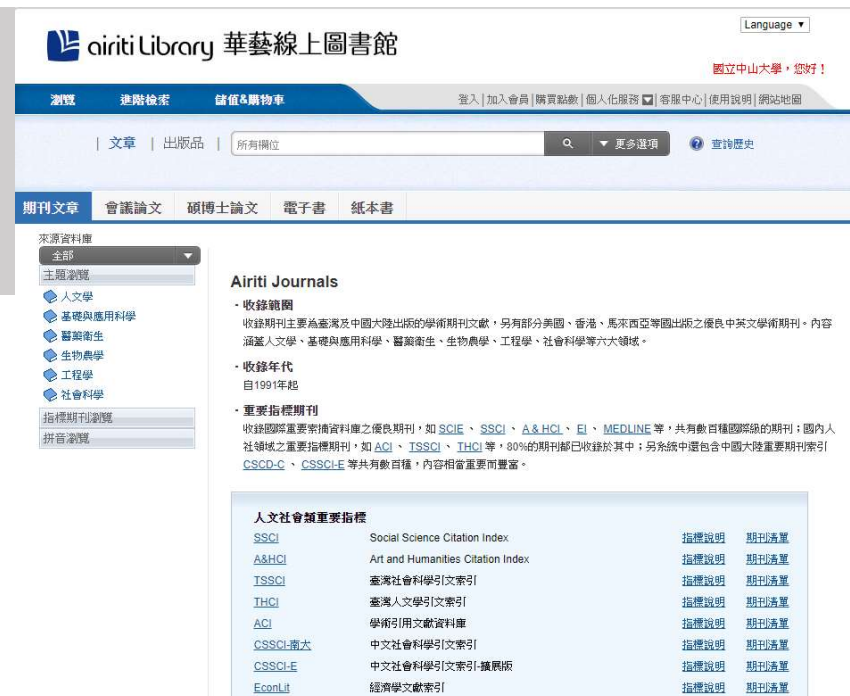 Language ▼
airiti Library 華藝線上圖書館
國立中山大學，您好！
瀏覽 進階檢索 儲值&購物車 登入|加入會員|購買點數|個人化服務|客服中心|使用說明|網站地圖
| 文章 | 出版品 | 所有欄位 ▼ 更多選項 查詢歷史
期刊文章 會議論文 碩博士論文 電子書 紙本書
來源資料庫
全部
主題瀏覽
人文學
基礎與應用科學
醫藥衛生
生物農學
工程學
社會科學
指標期刊瀏覽
拼音瀏覽
Airiti Journals
・收錄範圍
收錄期刊主要為臺灣及中國大陸出版的學術期刊文獻，另有部分美國、香港、馬來西亞等國出版之優良中英文學術期刊。內容
涵蓋人文學、基礎與應用科學、醫藥衛生、生物農學、工程學、社會科學等六大領域。
・收錄年代
自1991年起
・重要指標期刊
收錄國際重要索摘資料庫之優良期刊，如 SCIE 、 SSCI 、 A & HCI 、 EI 、 MEDLINE 等，共有數百種國際級的期刊；國內人
社領域之重要指標期刊，如 ACI 、 TSSCI 、 THCI 等，80%的期刊都已收錄於其中；另系統中還包含中國大陸重要期刊索引
CSCD-C 、 CSSCI-E 等共有數百種，內容相當重要而豐富。
人文社會類重要指標
SSCI Social Science Citation Index 指標說明 期刊清單
A&HCI Art and Humanities Citation Index 指標說明 期刊清單
TSSCI 臺灣社會科學引文索引 指標說明 期刊清單
THCI 臺灣人文學引文索引 指標說明 期刊清單
ACI 學術引用文獻資料庫 指標說明 期刊清單
CSSCI-南大 中文社會科學引文索引 指標說明 期刊清單
CSSCI-E 中文社會科學引文索引-擴展版 指標說明 期刊清單
EconLit 經濟學文獻索引 指標說明 期刊清單